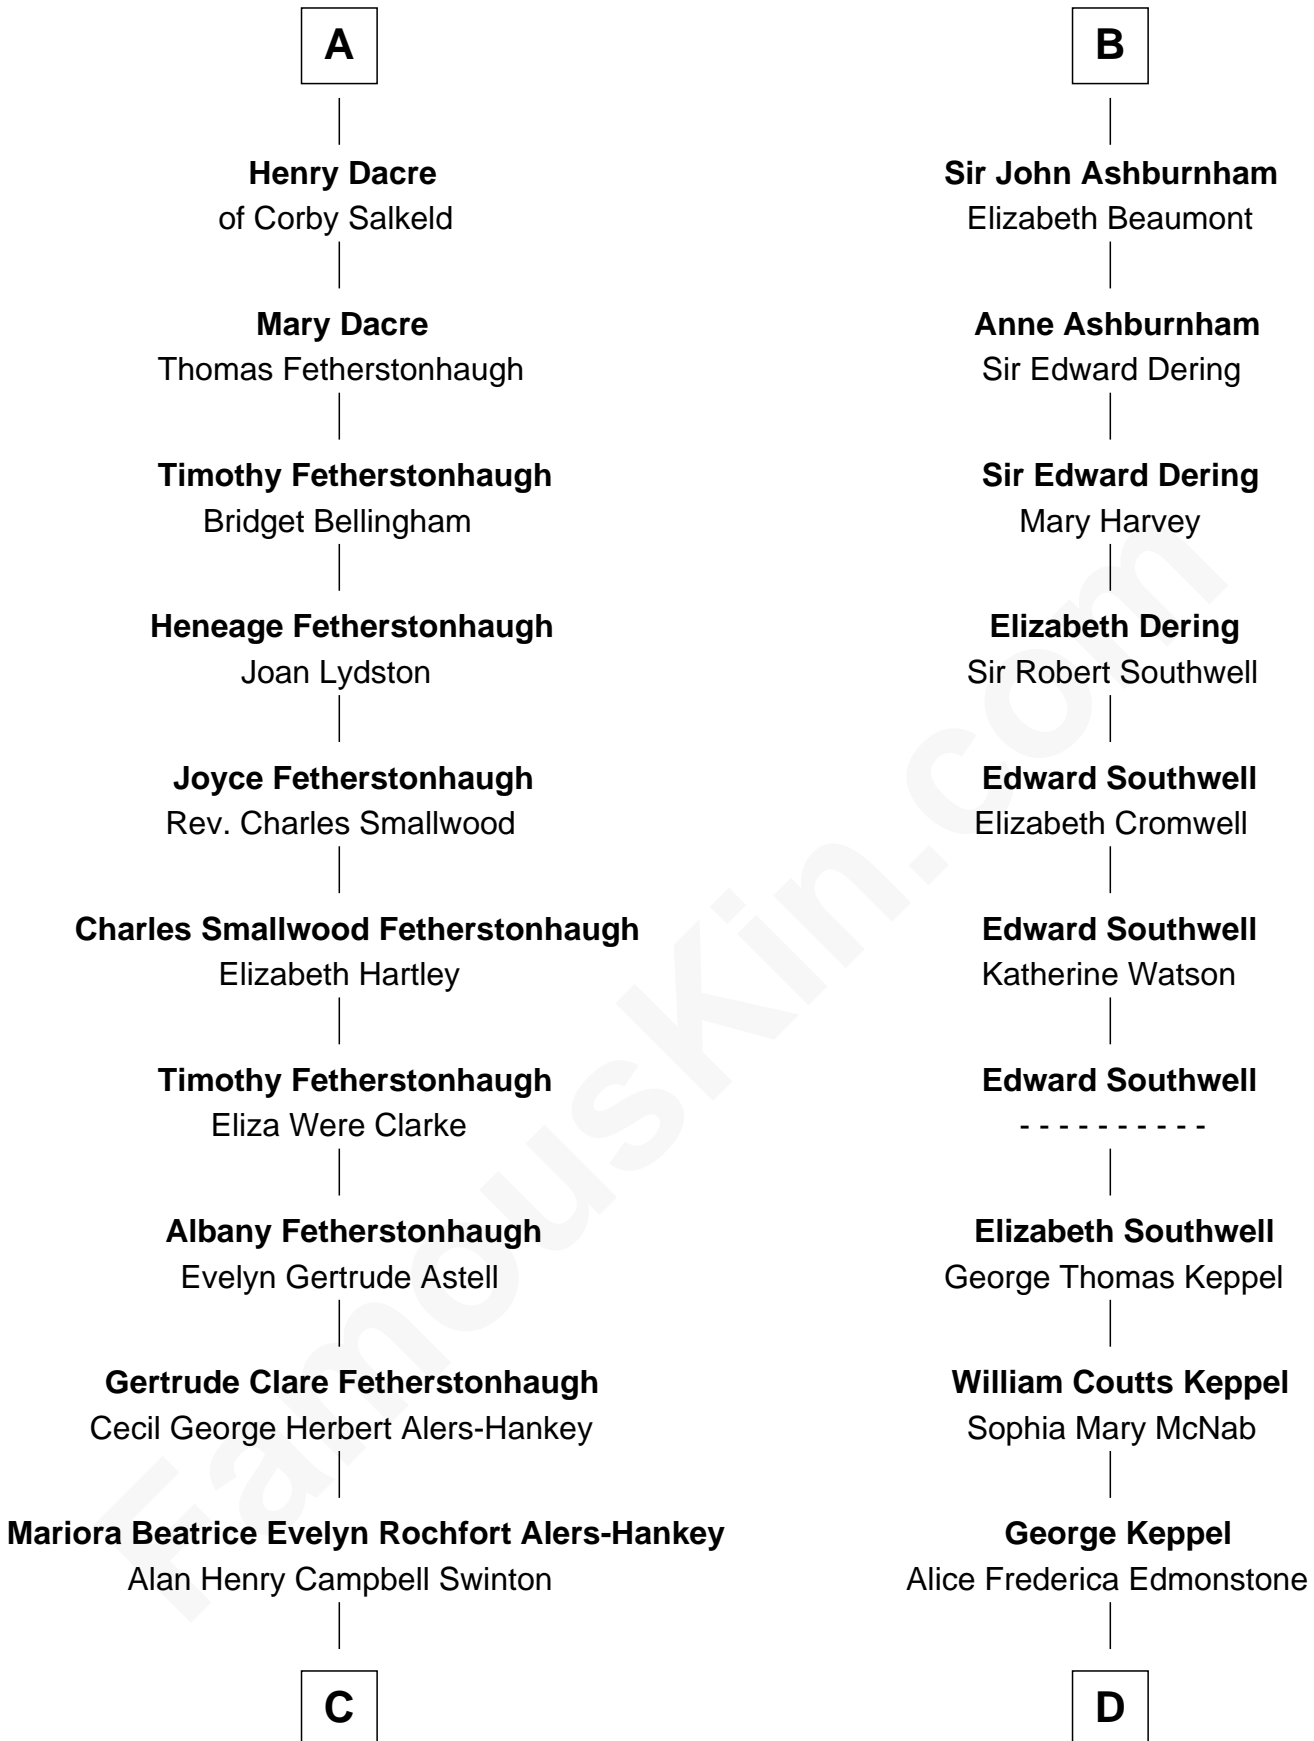 A
Henry Dacre
of Corby Salkeld
Mary Dacre
Thomas Fetherstonhaugh
Timothy Fetherstonhaugh
Bridget Bellingham
Heneage Fetherstonhaugh
Joan Lydston
Joyce Fetherstonhaugh
Rev. Charles Smallwood
Charles Smallwood Fetherstonhaugh
Elizabeth Hartley
Timothy Fetherstonhaugh
Eliza Were Clarke
Albany Fetherstonhaugh
Evelyn Gertrude Astell
Gertrude Clare Fetherstonhaugh
Cecil George Herbert Alers-Hankey
Mariora Beatrice Evelyn Rochfort Alers-Hankey
Alan Henry Campbell Swinton
C
B
Sir John Ashburnham
Elizabeth Beaumont
Anne Ashburnham
Sir Edward Dering
Sir Edward Dering
Mary Harvey
Elizabeth Dering
Sir Robert Southwell
Edward Southwell
Elizabeth Cromwell
Edward Southwell
Katherine Watson
Edward Southwell
- - - - - - - - - -
Elizabeth Southwell
George Thomas Keppel
William Coutts Keppel
Sophia Mary McNab
George Keppel
Alice Frederica Edmonstone
D
FamousKin.com